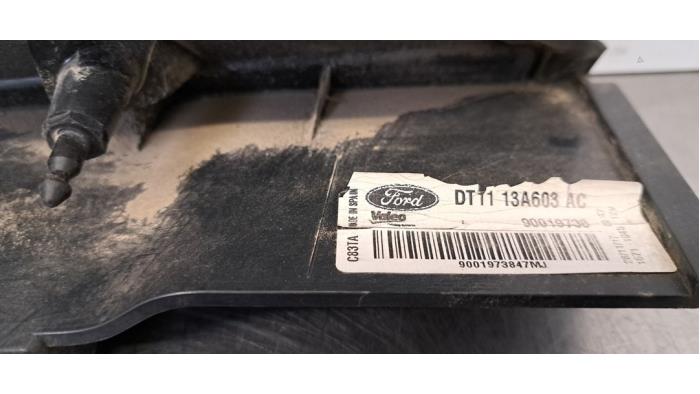 Ford
DT11 13A603 AC
Valeo
90019738
MADE IN SPAIN
C83TA
9001973847MJ